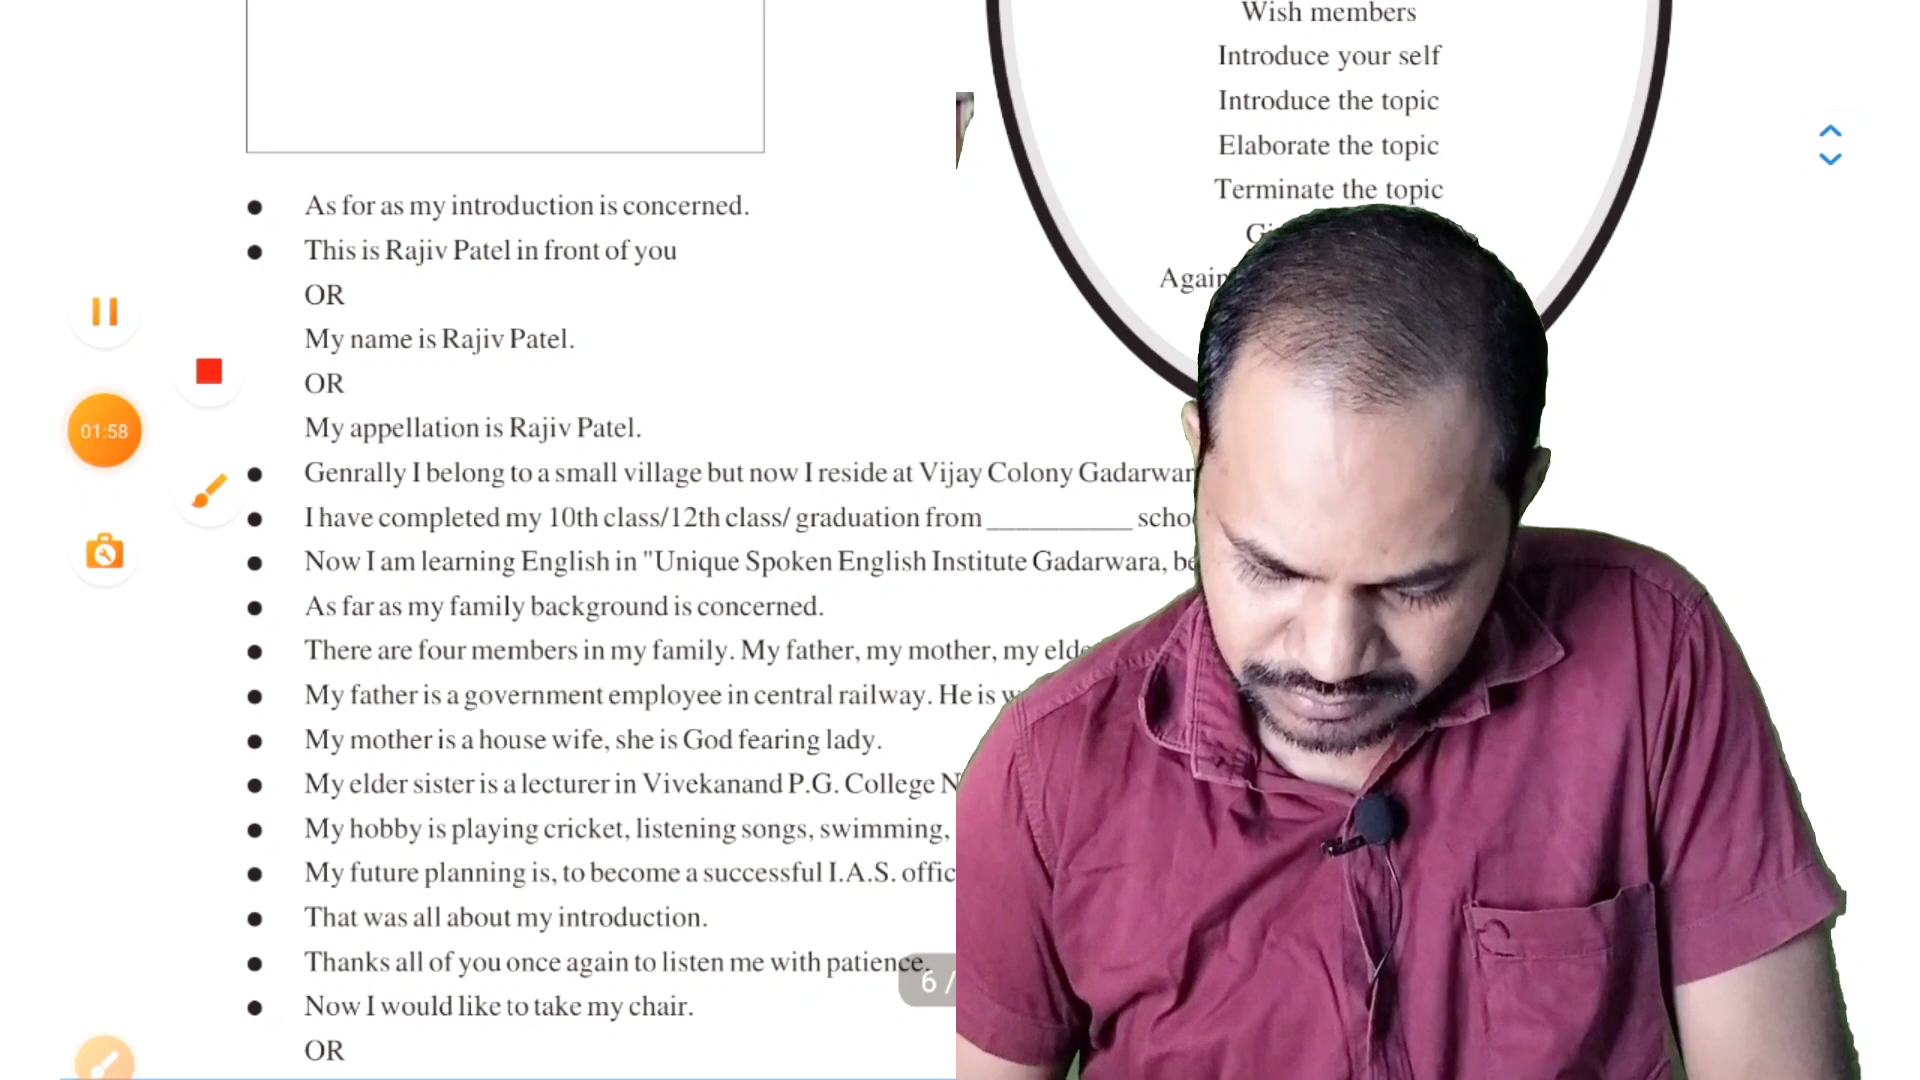 Wish members
Introduce your self
Introduce the topic
Elaborate the topic
Terminate the topic
Again
As for as my introduction is concerned.
This is Rajiv Patel in front of you
OR
My name is Rajiv Patel.
OR
My appellation is Rajiv Patel.
Genrally I belong to a small village but now I reside at Vijay Colony Gadarwar
I have completed my 10th class/12th class/ graduation from __________ scho
Now I am learning English in "Unique Spoken English Institute Gadarwara, be
As far as my family background is concerned.
There are four members in my family. My father, my mother, my elde
My father is a government employee in central railway. He is w
My mother is a house wife, she is God fearing lady.
My elder sister is a lecturer in Vivekanand P.G. College N
My hobby is playing cricket, listening songs, swimming,
My future planning is, to become a successful I.A.S. offic
That was all about my introduction.
Thanks all of you once again to listen me with patience.
Now I would like to take my chair.
OR
01:58
6 /